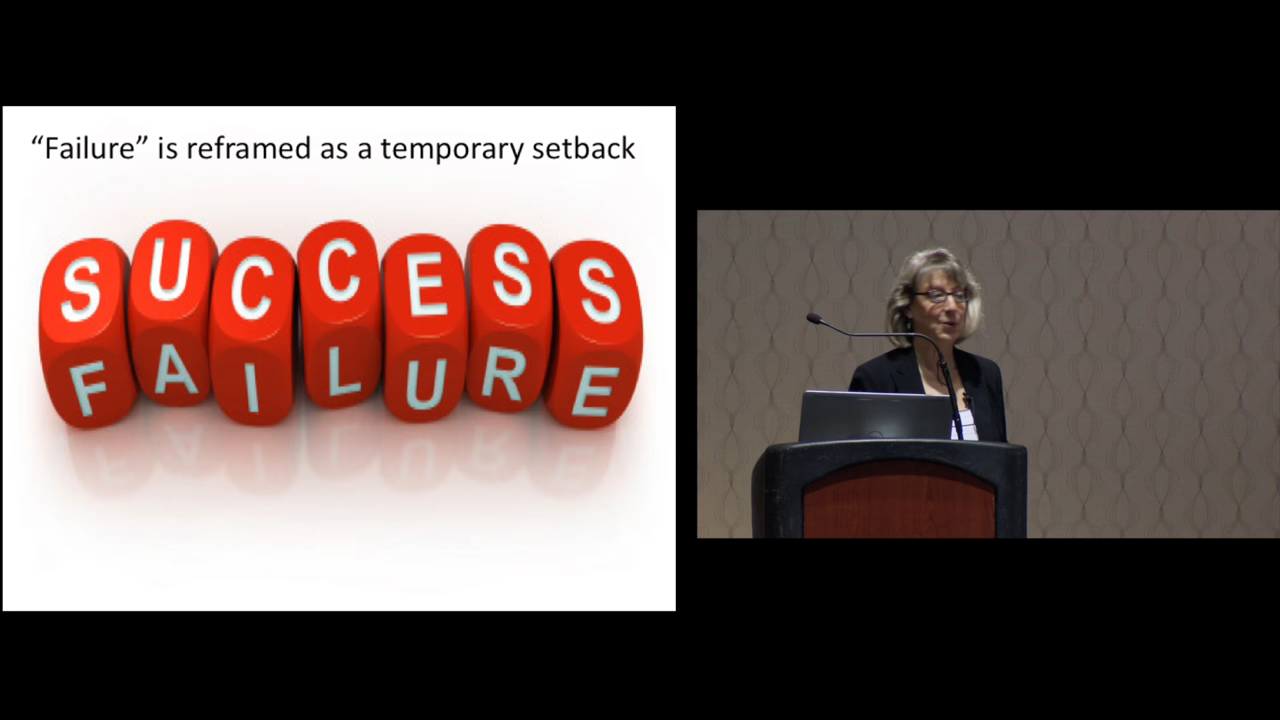 “Failure” is reframed as a temporary setback
SUCCESS
FAILURE